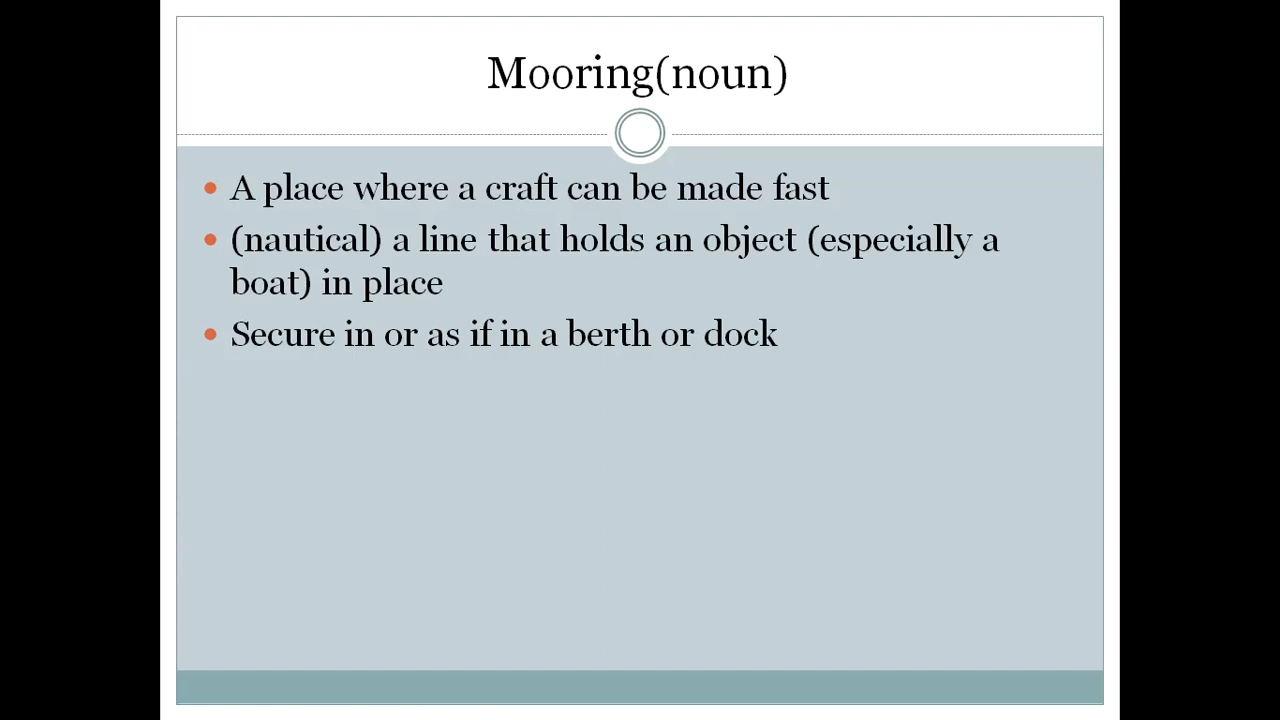 Mooring(noun)
A place where a craft can be made fast
(nautical) a line that holds an object (especially a
boat) in place
Secure in or as if in a berth or dock